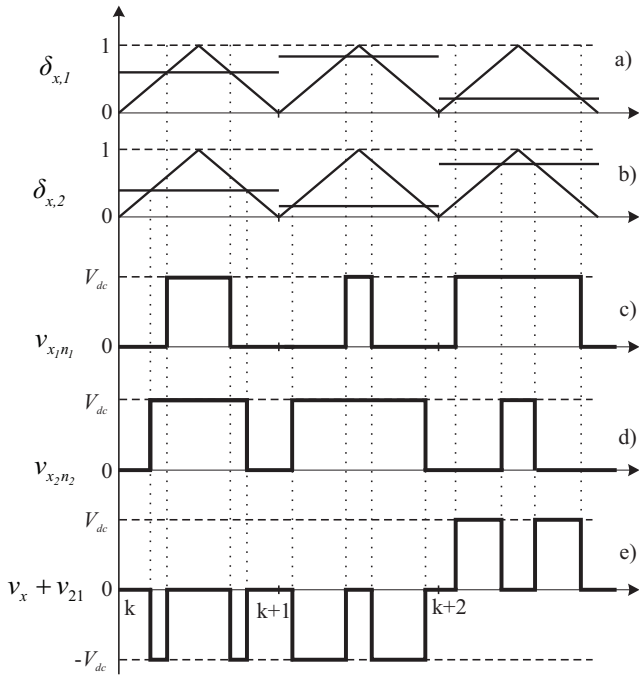 1
δx,1
a)
0
1
δx,2
b)
0
Vdc
c)
vx1n1
0
Vdc
d)
vx2n2
0
Vdc
e)
vx + v21
0
k
k+1
k+2
-Vdc